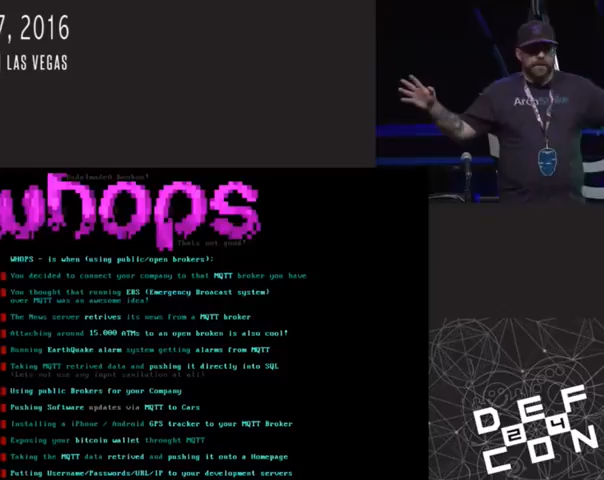 7, 2016
LAS VEGAS
Arch
whops
Thats not good!
WHOPS - is when (using public/open brokers):
You decided to connect your company to that MQTT broker you have
You thought that running EBS (Emergency Broacast system)
over MQTT was an awesome idea!
The News server retrives its news from a MQTT broker
Attaching around 15.000 ATMs to an open broken is also cool!
Running EarthQuake alarm system getting alarms from MQTT
Taking MQTT retrived data and pushing it directly into SQL
Using public Brokers for your Company
Pushing Software updates via MQTT to Cars
Installing a iPhone / Android GPS tracker to your MQTT Broker
Exposing your bitcoin wallet throught MQTT
Taking the MQTT data retrived and pushing it onto a Homepage
Putting Username/Passwords/URL/IP to your development servers
DEF
24
CON